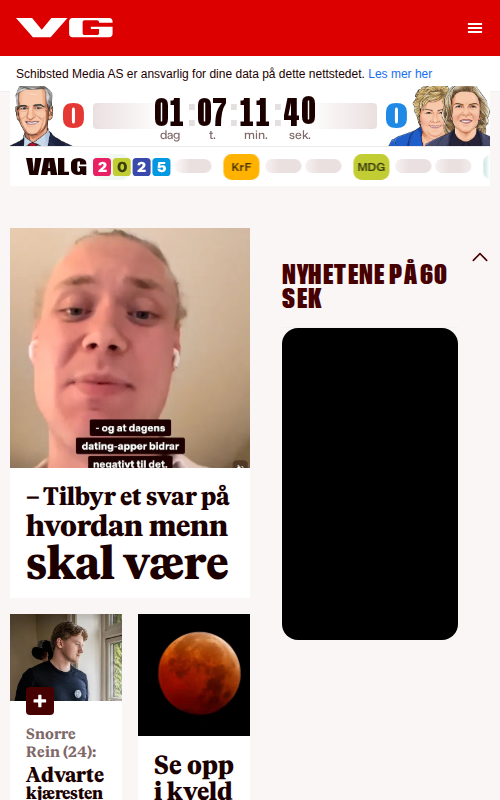 VG
Schibsted Media AS er ansvarlig for dine data på dette nettstedet. Les mer her
0 01:07:11:40 0
dag t. min. sek.
VALG 2025 KrF MDG
- og at dagens
dating-apper bidrar
negativt til det.
– Tilbyr et svar på
hvordan menn
skal være
NYHETENE PÅ 60
SEK
Snorre
Rein (24):
Advarte
kjæresten
Se opp
i kveld